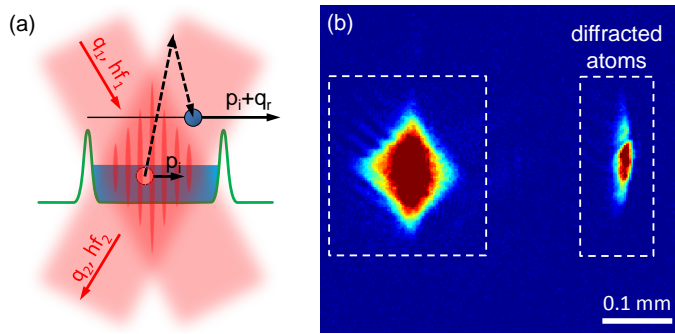 (a)
q1, hf1
pi+qr
pi
q2, hf2
(b)
diffracted
atoms
0.1 mm